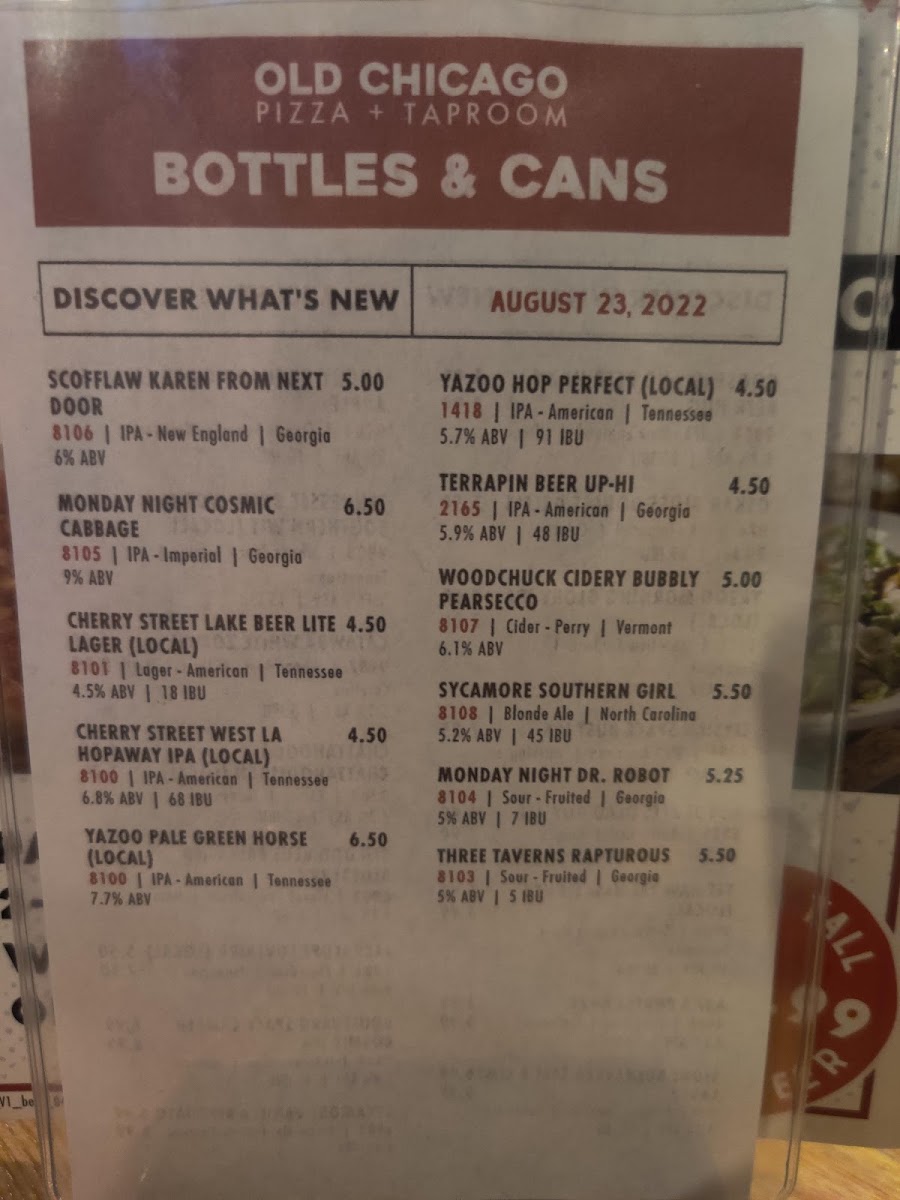 OLD CHICAGO
PIZZA + TAPROOM
BOTTLES & CANS
DISCOVER WHAT'S NEW
AUGUST 23, 2022
SCOFFLAW KAREN FROM NEXT 5.00
DOOR
8106 | IPA - New England | Georgia
6% ABV
MONDAY NIGHT COSMIC 6.50
CABBAGE
8105 | IPA - Imperial | Georgia
9% ABV
CHERRY STREET LAKE BEER LITE 4.50
LAGER (LOCAL)
8101 | Lager - American | Tennessee
4.5% ABV | 18 IBU
CHERRY STREET WEST LA 4.50
HOPAWAY IPA (LOCAL)
8100 | IPA - American | Tennessee
6.8% ABV | 68 IBU
YAZOO PALE GREEN HORSE 6.50
(LOCAL)
8100 | IPA - American | Tennessee
7.7% ABV
YAZOO HOP PERFECT (LOCAL) 4.50
1418 | IPA - American | Tennessee
5.7% ABV | 91 IBU
TERRAPIN BEER UP-HI 4.50
2165 | IPA - American | Georgia
5.9% ABV | 48 IBU
WOODCHUCK CIDERY BUBBLY 5.00
PEARSECCO
8107 | Cider - Perry | Vermont
6.1% ABV
SYCAMORE SOUTHERN GIRL 5.50
8108 | Blonde Ale | North Carolina
5.2% ABV | 45 IBU
MONDAY NIGHT DR. ROBOT 5.25
8104 | Sour - Fruited | Georgia
5% ABV | 7 IBU
THREE TAVERNS RAPTUROUS 5.50
8103 | Sour - Fruited | Georgia
5% ABV | 5 IBU
99